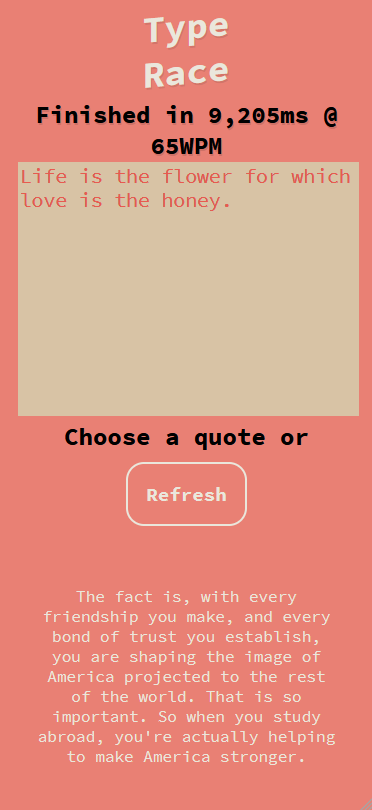 Type
Race
Finished in 9,205ms @
65WPM
Life is the flower for which
love is the honey.
Choose a quote or
Refresh
The fact is, with every
friendship you make, and every
bond of trust you establish,
you are shaping the image of
America projected to the rest
of the world. That is so
important. So when you study
abroad, you're actually helping
to make America stronger.